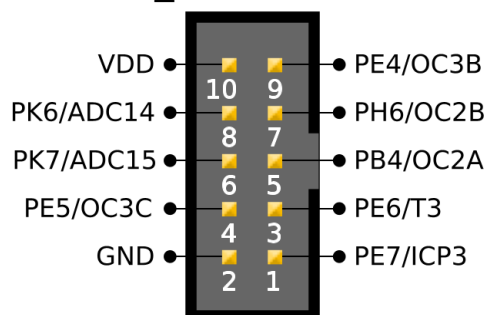 VDD PE4/OC3B
10 9
PK6/ADC14 PH6/OC2B
8 7
PK7/ADC15 PB4/OC2A
6 5
PE5/OC3C PE6/T3
4 3
GND PE7/ICP3
2 1